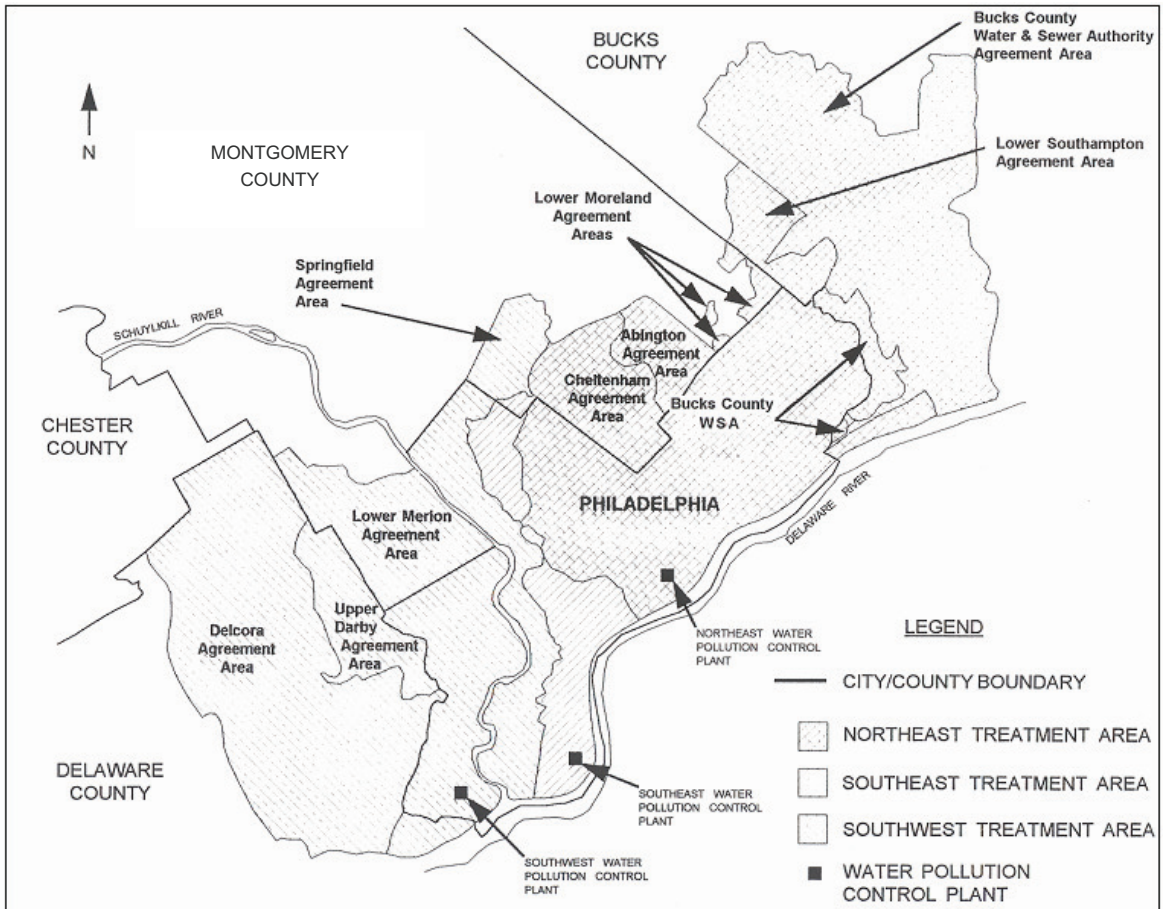 BUCKS
COUNTY
Bucks County
Water & Sewer Authority
Agreement Area
N
MONTGOMERY
COUNTY
Lower Southampton
Agreement Area
Lower Moreland
Agreement
Areas
Springfield
Agreement
Area
SCHUYLKILL RIVER
Abington
Agreement
Area
Cheltenham
Agreement
Area
Bucks County
WSA
CHESTER
COUNTY
PHILADELPHIA
DELAWARE RIVER
Lower Merion
Agreement
Area
Delcora
Agreement
Area
Upper
Darby
Agreement
Area
NORTHEAST WATER
POLLUTION CONTROL
PLANT
DELAWARE
COUNTY
SOUTHEAST WATER
POLLUTION CONTROL
PLANT
SOUTHWEST WATER
POLLUTION CONTROL
PLANT
LEGEND
CITY/COUNTY BOUNDARY
NORTHEAST TREATMENT AREA
SOUTHEAST TREATMENT AREA
SOUTHWEST TREATMENT AREA
WATER POLLUTION
CONTROL PLANT